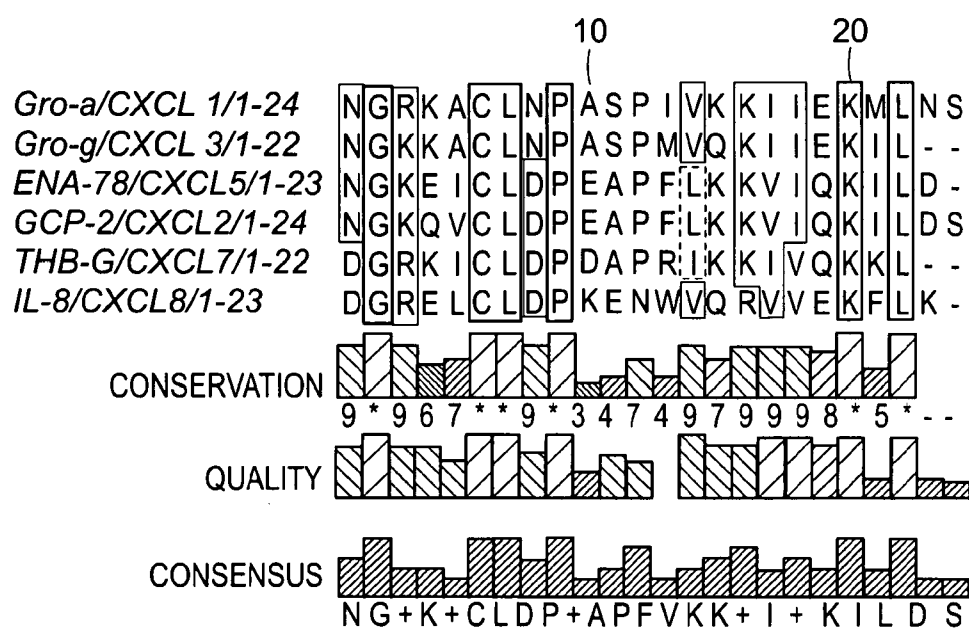 10 20
Gro-a/CXCL 1/1-24 NGRKACLNPASPIVKKIIEKMLNS
Gro-g/CXCL 3/1-22 NGKKACLNPASPMVQKIIEKIL--
ENA-78/CXCL5/1-23 NGKEICLDPEAPFLKKVIQKILD-
GCP-2/CXCL2/1-24 NGKQVCLDPEAPFLKKVIQKILDS
THB-G/CXCL7/1-22 DGRKICLDPDAPRIKKIVQKKL--
IL-8/CXCL8/1-23 DGRELCLDPKENWVQRVVEKFLK-
CONSERVATION
9*967**9*34749799 98*5*--
QUALITY
CONSENSUS
NG+K+CLDP+APFVKK+I+KILDS